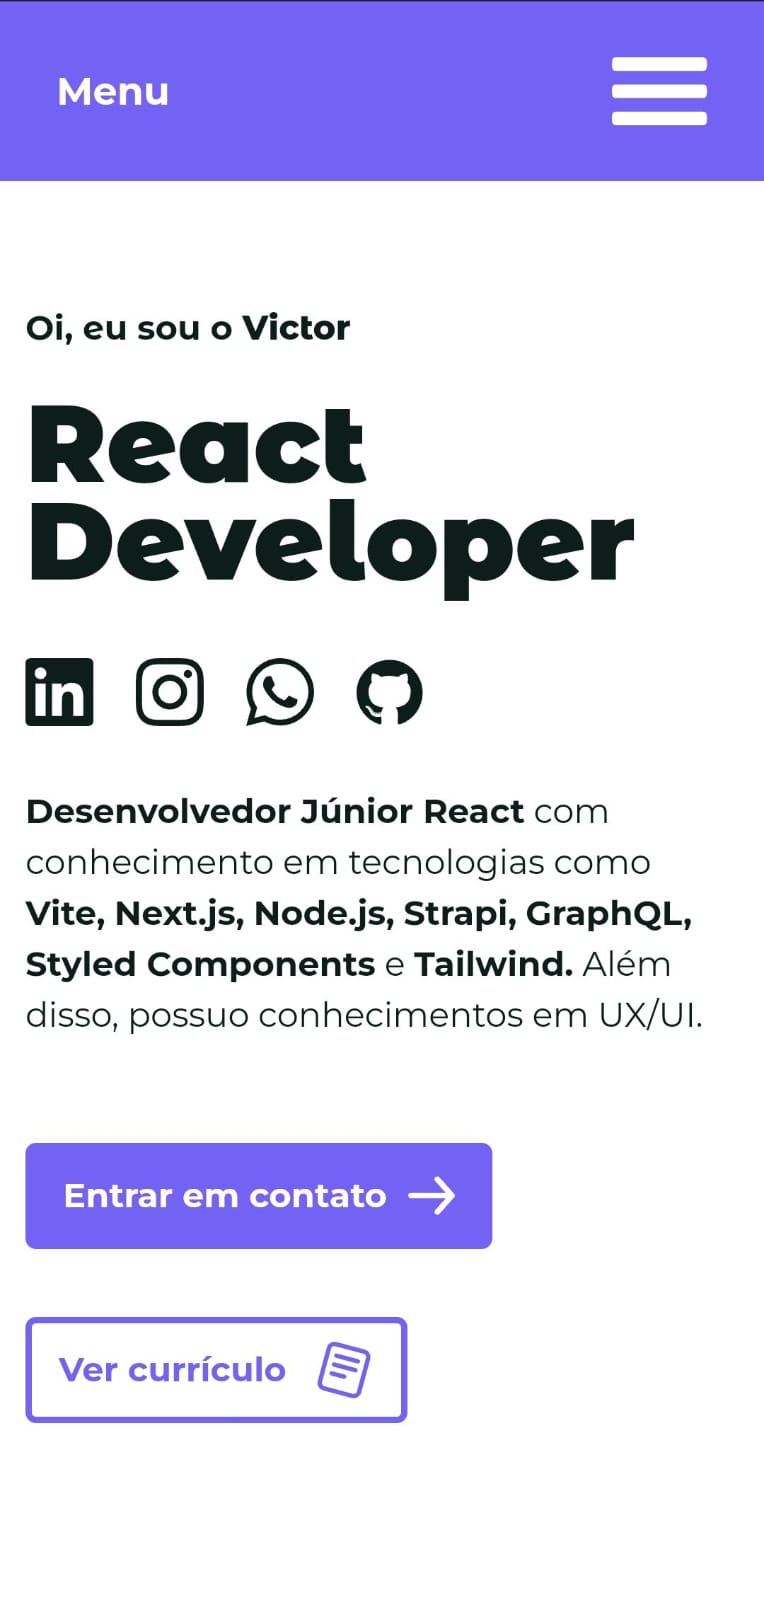 Menu
Oi, eu sou o Victor
React
Developer
in
Desenvolvedor Júnior React com
conhecimento em tecnologias como
Vite, Next.js, Node.js, Strapi, GraphQL,
Styled Components e Tailwind. Além
disso, possuo conhecimentos em UX/UI.
Entrar em contato
Ver currículo